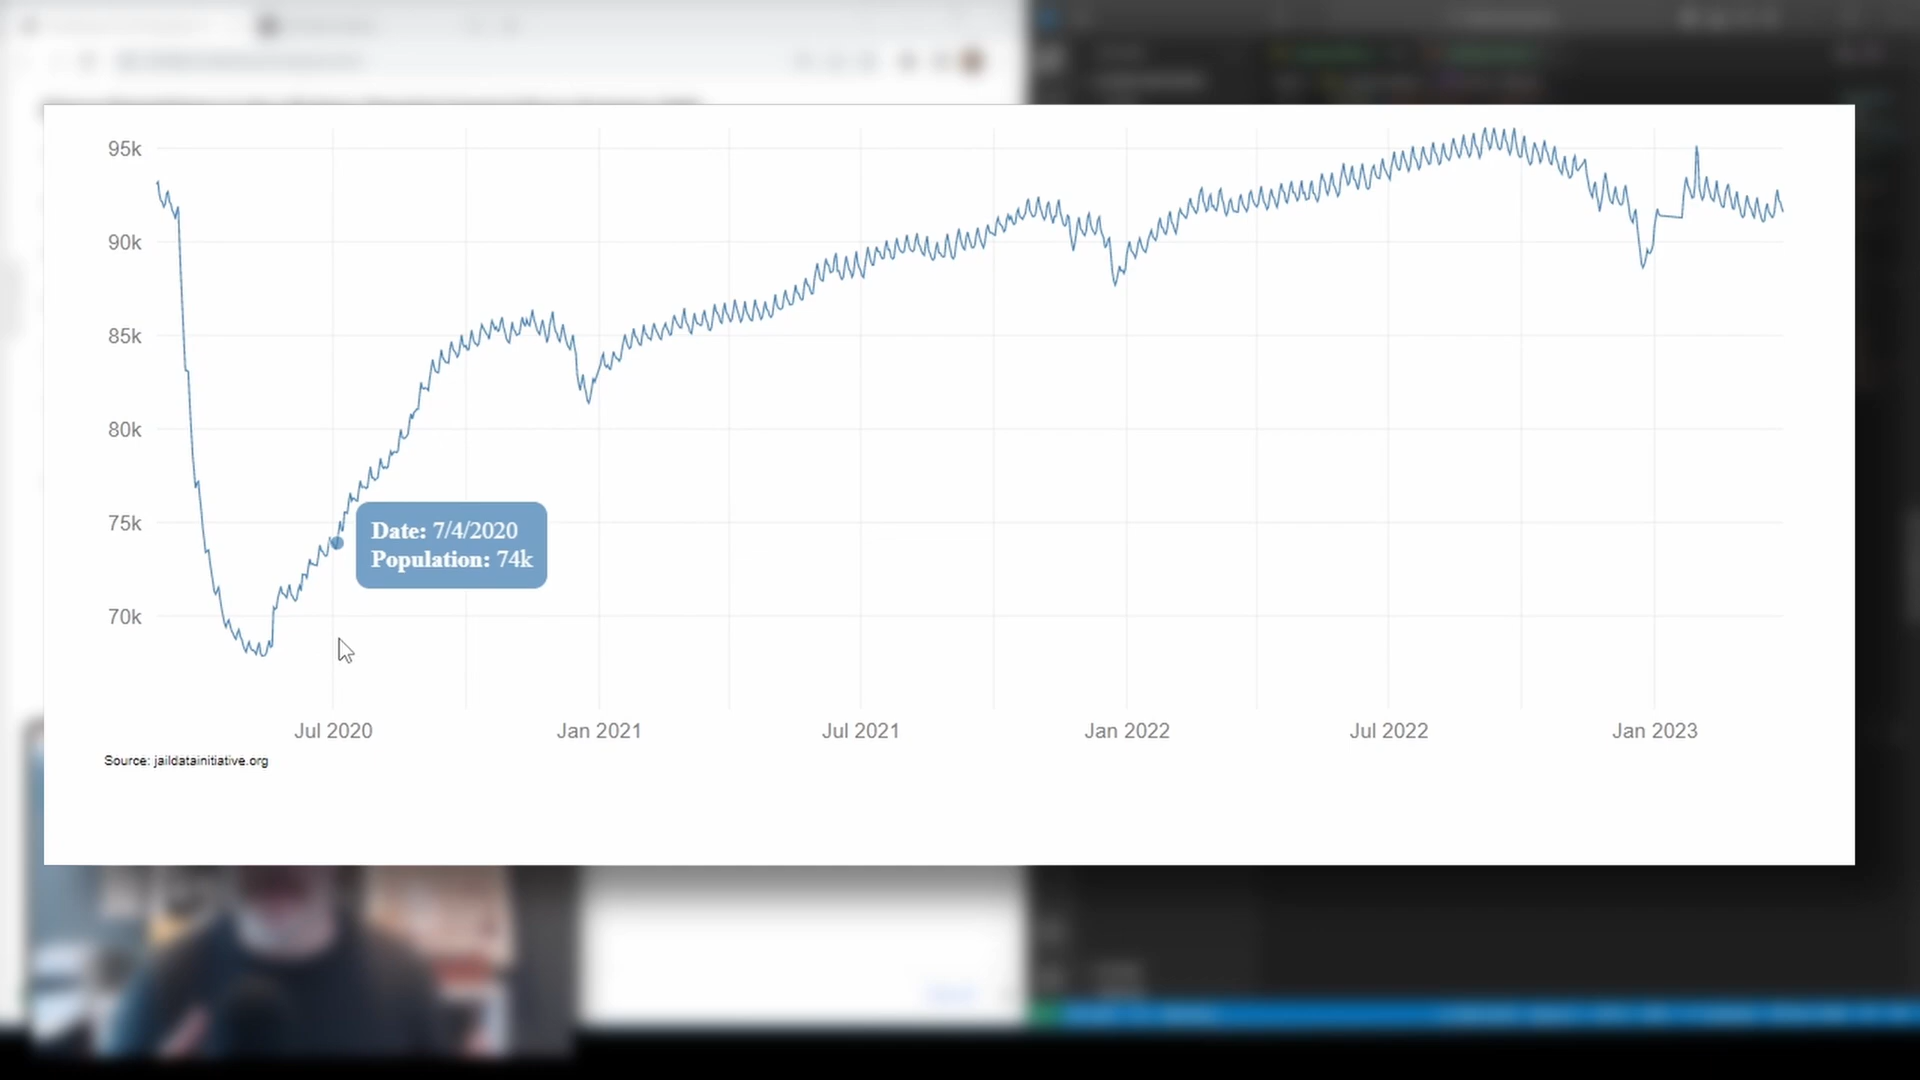 95k
90k
85k
80k
75k
70k
Date: 7/4/2020
Population: 74k
Jul 2020
Jan 2021
Jul 2021
Jan 2022
Jul 2022
Jan 2023
Source: jaildatainitiative.org